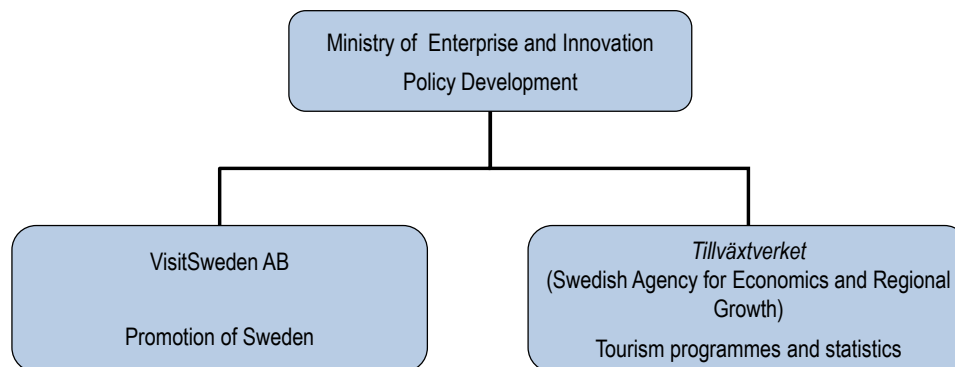 Ministry of Enterprise and Innovation
Policy Development
VisitSweden AB
Promotion of Sweden
Tillväxtverket
(Swedish Agency for Economics and Regional
Growth)
Tourism programmes and statistics